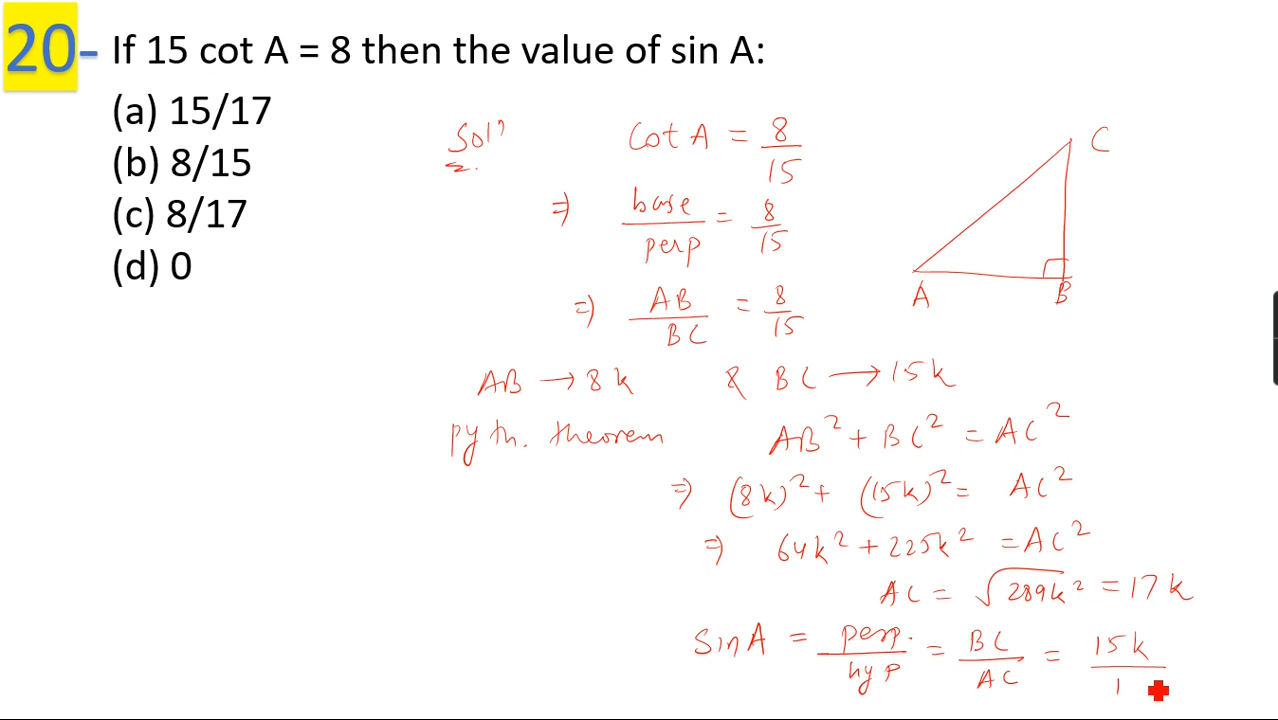 20- If 15 cot A = 8 then the value of sin A:
(a) 15/17
(b) 8/15
(c) 8/17
(d) 0
Solⁿ cot A = 8/15
⇒ base/perp = 8/15
⇒ AB/BC = 8/15
A B C
AB → 8k & BC → 15k
pyth. theorem AB² + BC² = AC²
⇒ (8k)² + (15k)² = AC²
⇒ 64k² + 225k² = AC²
AC = √289k² = 17k
sin A = perp./hyp = BC/AC = 15k/1